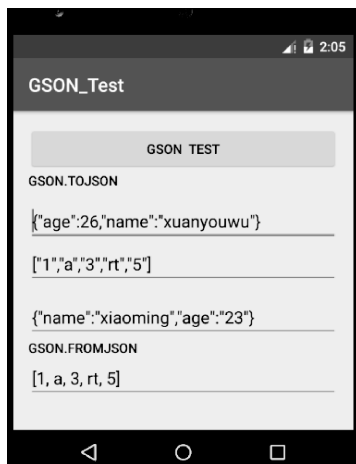 2:05
GSON_Test
GSON TEST
GSON.TOJSON
{"age":26,"name":"xuanyouwu"}
["1","a","3","rt","5"]
{"name":"xiaoming","age":"23"}
GSON.FROMJSON
[1, a, 3, rt, 5]